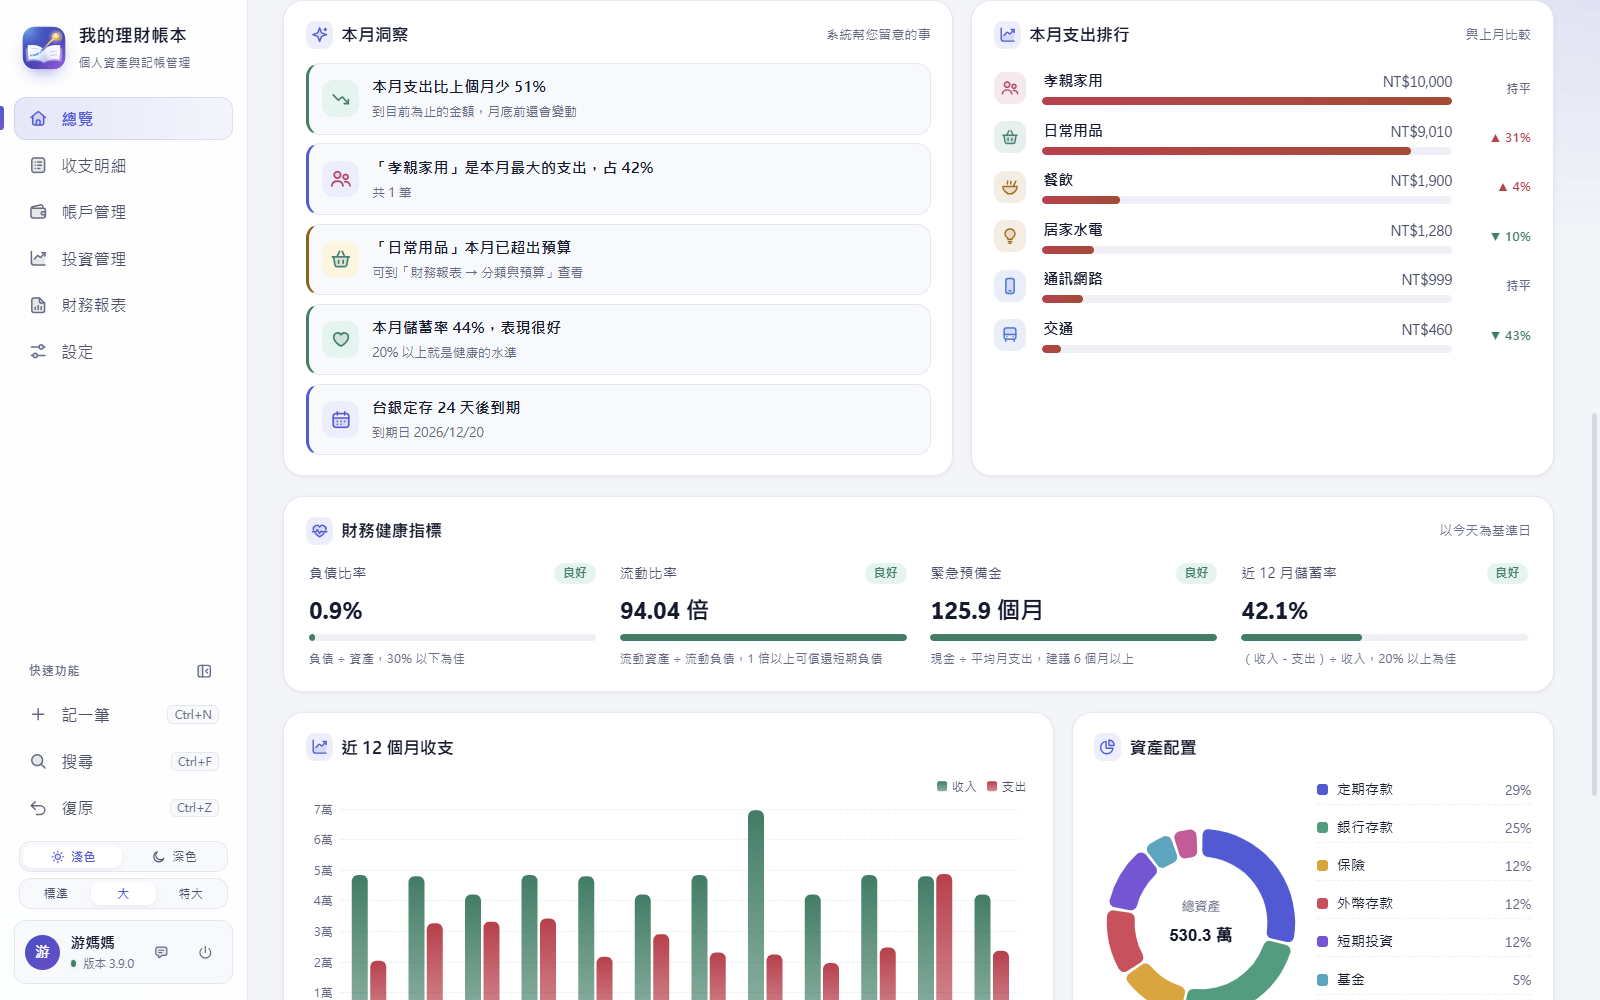 我的理財帳本
個人資產與記帳管理
總覽
收支明細
帳戶管理
投資管理
財務報表
設定
快速功能
記一筆 Ctrl+N
搜尋 Ctrl+F
復原 Ctrl+Z
淺色 深色
標準 大 特大
游 游媽媽
版本 3.9.0
本月洞察 系統幫您留意的事
本月支出比上個月少 51%
到目前為止的金額，月底前還會變動
「孝親家用」是本月最大的支出，占 42%
共 1 筆
「日常用品」本月已超出預算
可到「財務報表 → 分類與預算」查看
本月儲蓄率 44%，表現很好
20% 以上就是健康的水準
台銀定存 24 天後到期
到期日 2026/12/20
本月支出排行 與上月比較
孝親家用 NT$10,000 持平
日常用品 NT$9,010 ▲ 31%
餐飲 NT$1,900 ▲ 4%
居家水電 NT$1,280 ▼ 10%
通訊網路 NT$999 持平
交通 NT$460 ▼ 43%
財務健康指標 以今天為基準日
負債比率 良好
0.9%
負債 ÷ 資產，30% 以下為佳
流動比率 良好
94.04 倍
流動資產 ÷ 流動負債，1 倍以上可償還短期負債
緊急預備金 良好
125.9 個月
現金 ÷ 平均月支出，建議 6 個月以上
近 12 月儲蓄率 良好
42.1%
（收入 - 支出）÷ 收入，20% 以上為佳
近 12 個月收支
收入 支出
7萬
6萬
5萬
4萬
3萬
2萬
1萬
資產配置
總資產
530.3 萬
定期存款 29%
銀行存款 25%
保險 12%
外幣存款 12%
短期投資 12%
基金 5%